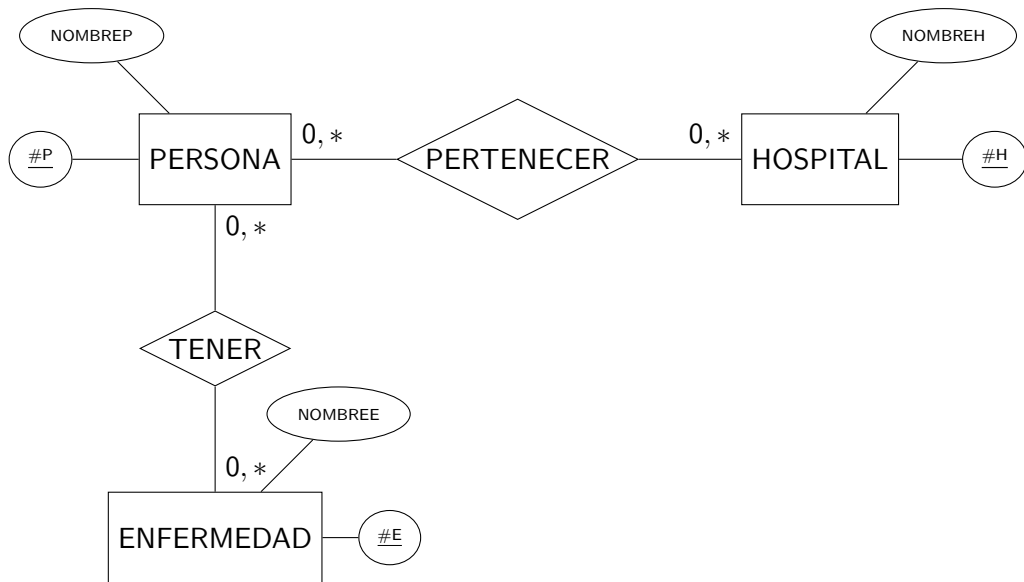 NOMBREP
NOMBREH
#P
PERSONA
0, *
PERTENECER
0, *
HOSPITAL
#H
0, *
TENER
NOMBREE
0, *
ENFERMEDAD
#E